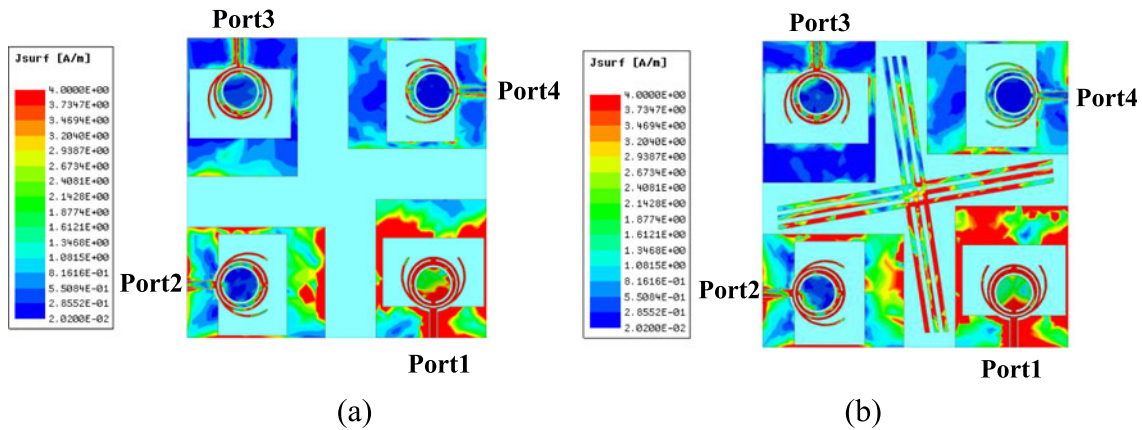 Port3
Jsurf [A/m]
4.0000E+00
3.7347E+00
3.4694E+00
3.2040E+00
2.9387E+00
2.6734E+00
2.4081E+00
2.1428E+00
1.8774E+00
1.6121E+00
1.3468E+00
1.0815E+00
8.1616E-01
5.5084E-01
2.8552E-01
2.0200E-02
Port4
Port2
Port1
(a)
Port3
Jsurf [A/m]
4.0000E+00
3.7347E+00
3.4694E+00
3.2040E+00
2.9387E+00
2.6734E+00
2.4081E+00
2.1428E+00
1.8774E+00
1.6121E+00
1.3468E+00
1.0815E+00
8.1616E-01
5.5084E-01
2.8552E-01
2.0200E-02
Port4
Port2
Port1
(b)